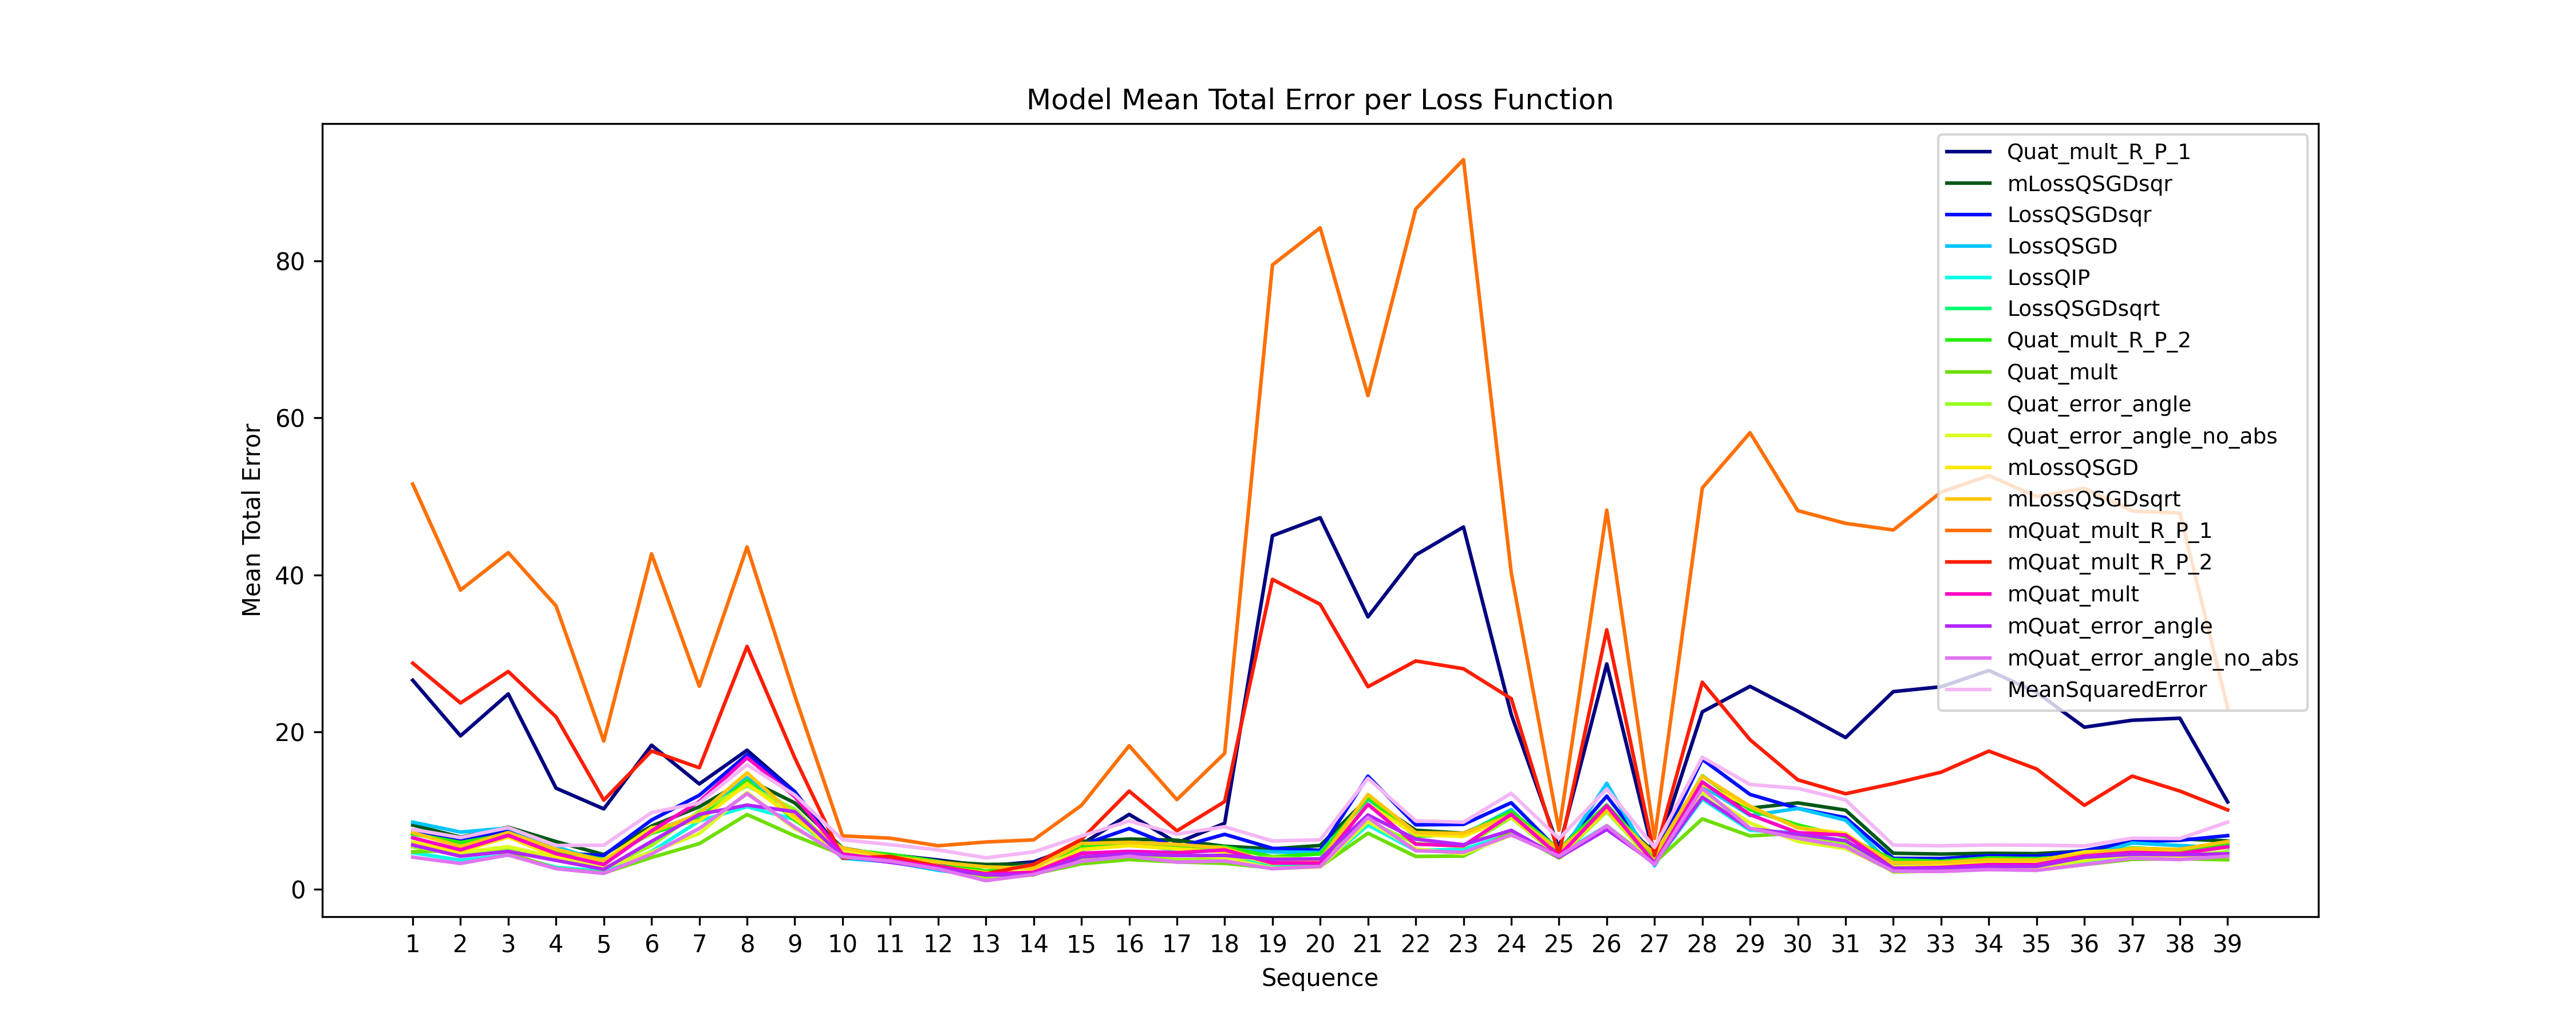 Model Mean Total Error per Loss Function
Mean Total Error
80
60
40
20
0
Quat_mult_R_P_1
mLossQSGDsqr
LossQSGDsqr
LossQSGD
LossQIP
LossQSGDsqrt
Quat_mult_R_P_2
Quat_mult
Quat_error_angle
Quat_error_angle_no_abs
mLossQSGD
mLossQSGDsqrt
mQuat_mult_R_P_1
mQuat_mult_R_P_2
mQuat_mult
mQuat_error_angle
mQuat_error_angle_no_abs
MeanSquaredError
1 2 3 4 5 6 7 8 9 10 11 12 13 14 15 16 17 18 19 20 21 22 23 24 25 26 27 28 29 30 31 32 33 34 35 36 37 38 39
Sequence